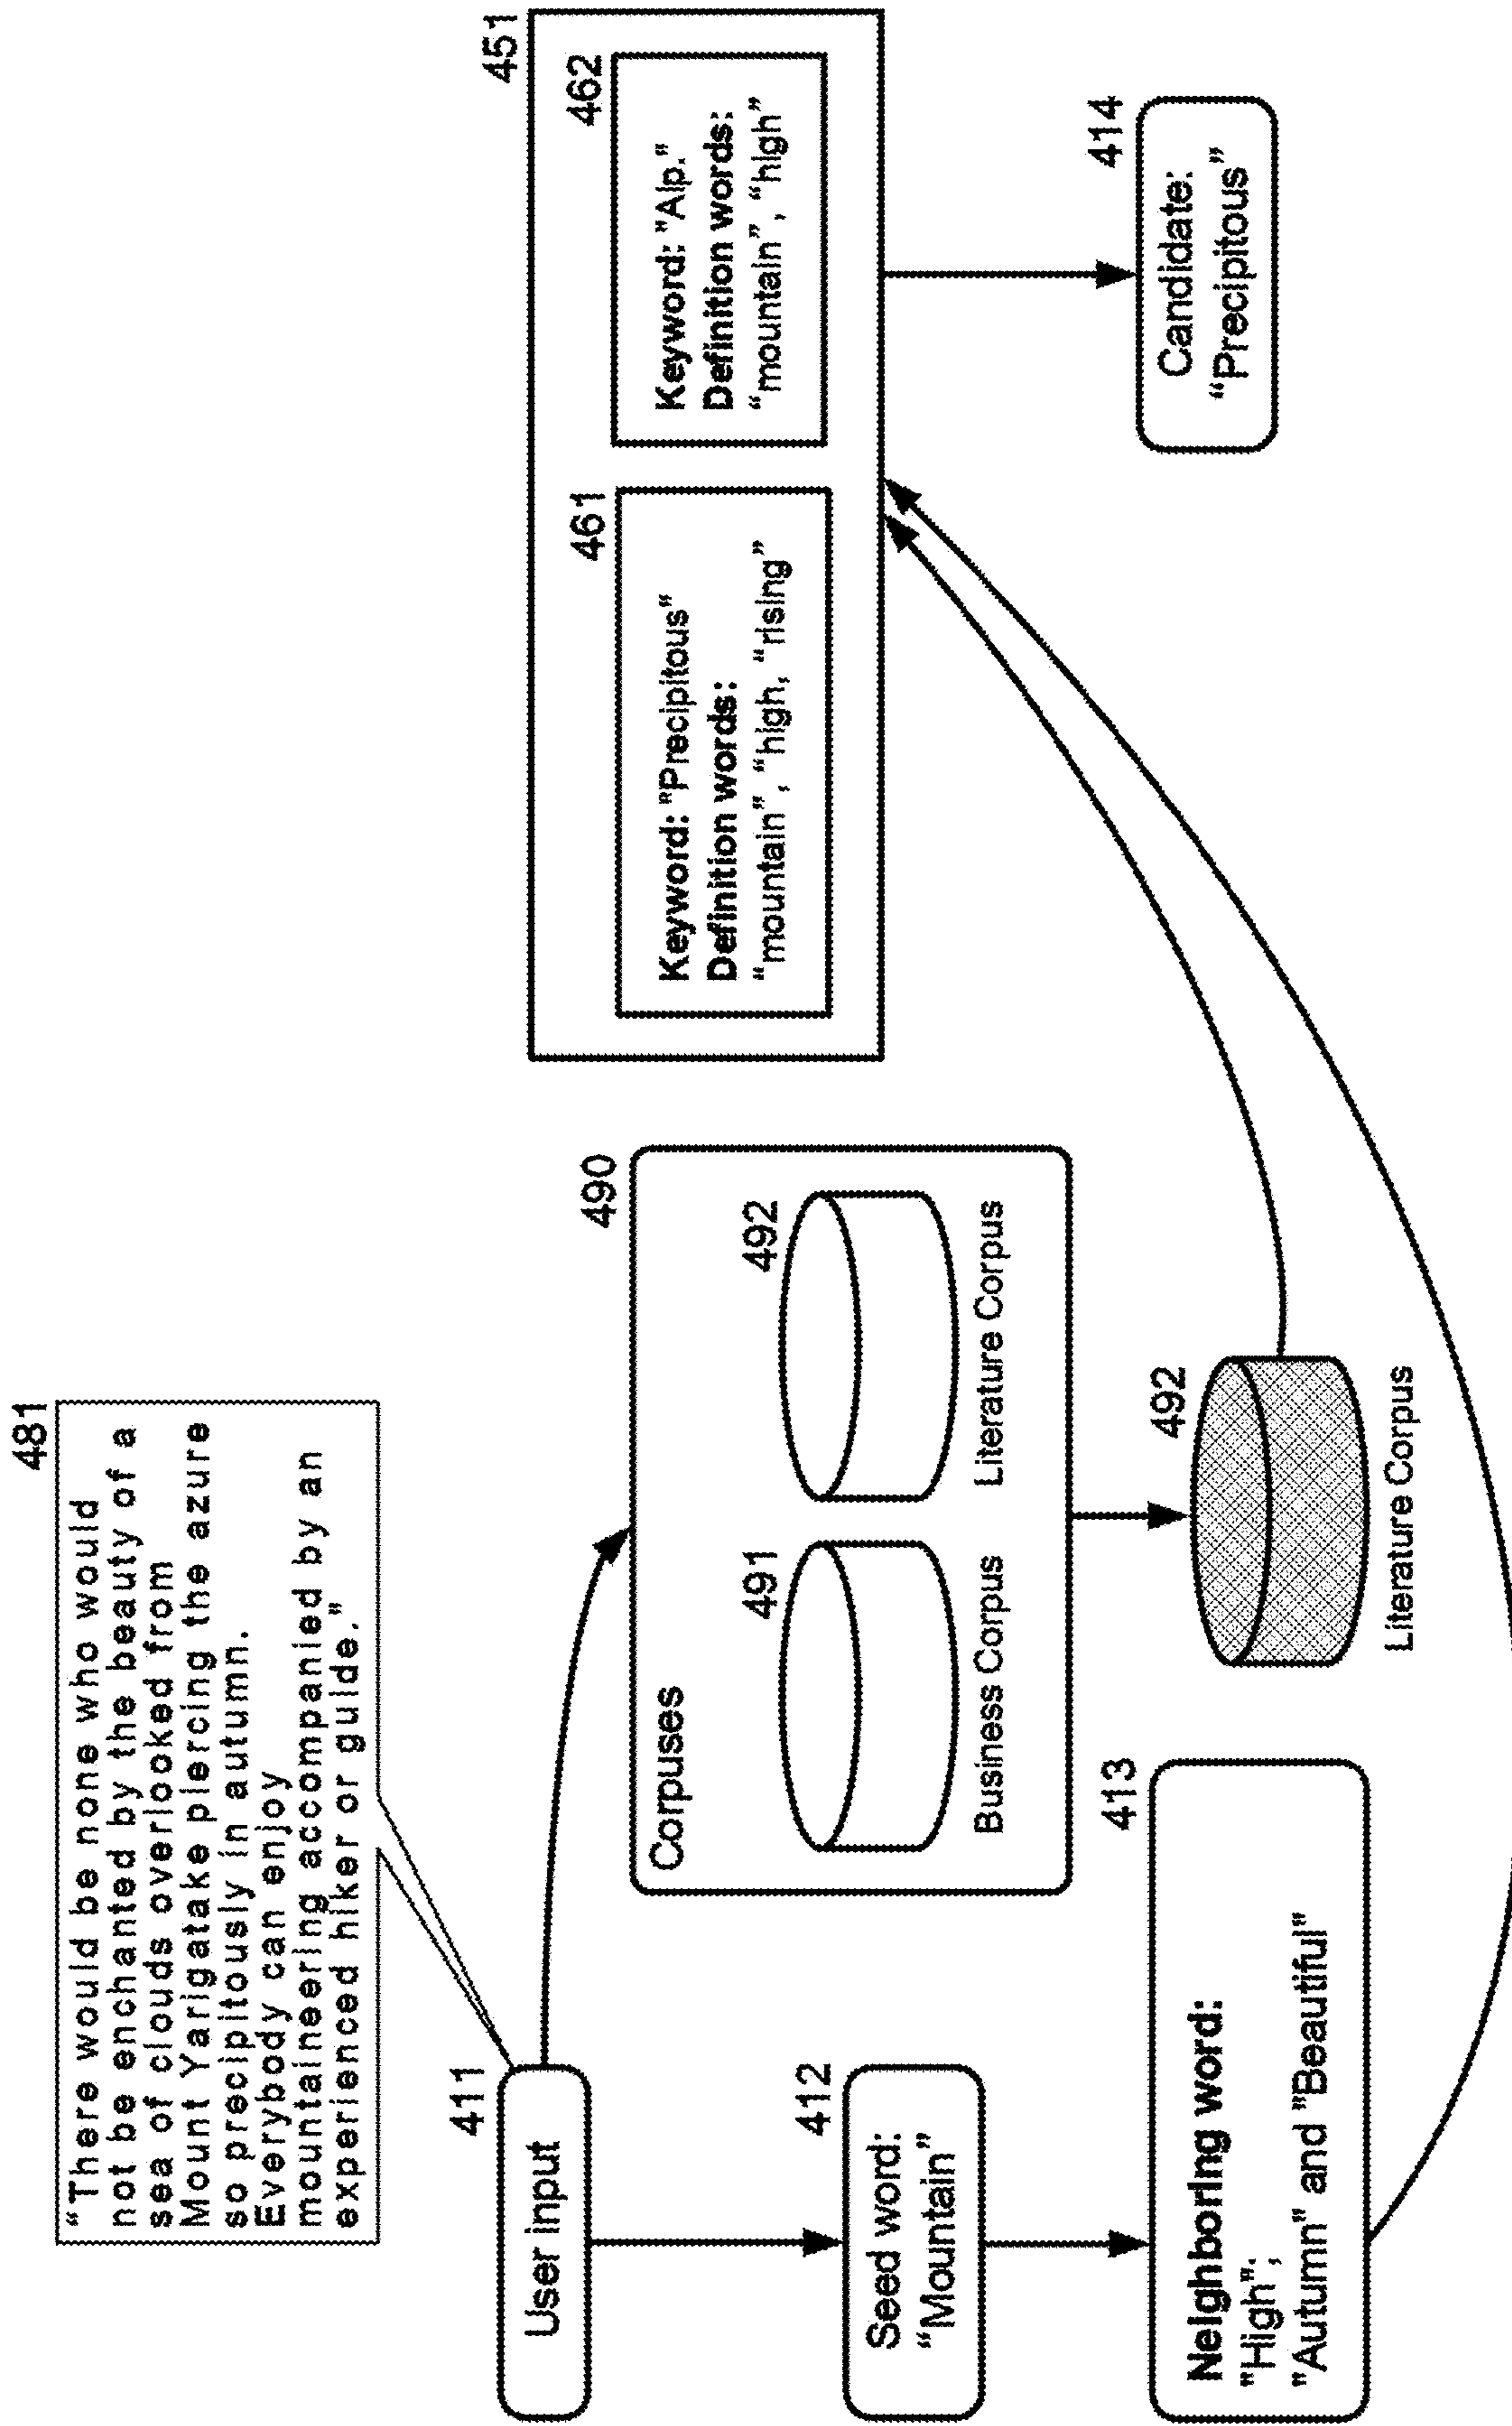 481
“There would be none who would
not be enchanted by the beauty of a
sea of clouds overlooked from
Mount Yarigatake piercing the azure
so precipitously in autumn.
Everybody can enjoy
mountaineering accompanied by an
experienced hiker or guide.”
411
User input
412
Seed word:
“Mountain”
413
Neighboring word:
"High";
"Autumn" and "Beautiful"
490
Corpuses
491
Business Corpus
492
Literature Corpus
492
Literature Corpus
451
461
Keyword: "Precipitous"
Definition words:
“mountain”, “high, “rising”
462
Keyword: "Alp."
Definition words:
“mountain”, “high”
414
Candidate:
“Precipitous”